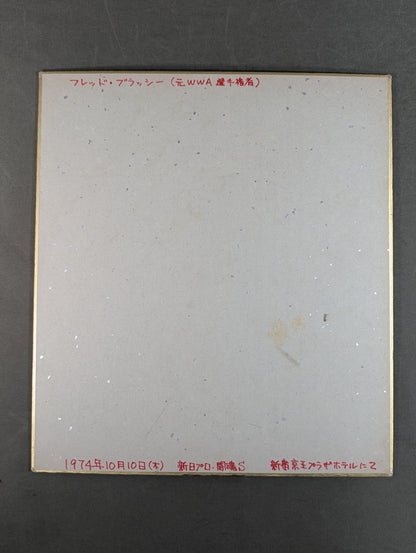 フレッド・ブラッシー（元WWA選手権者）
1974年10月10日(木) 新日プロ・闘魂S 新宿京王プラザホテルにて